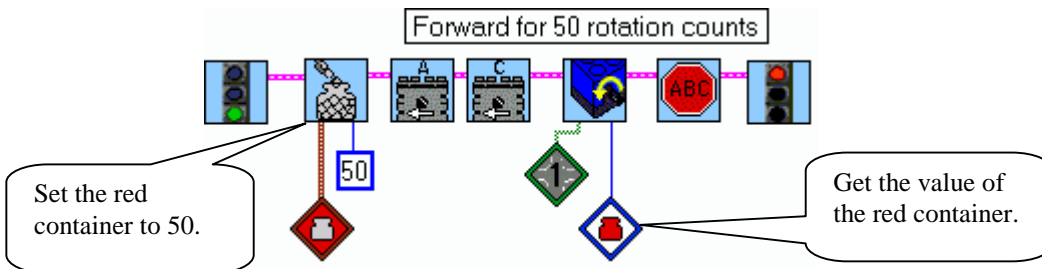 Forward for 50 rotation counts
A
C
ABC
50
1
Set the red
container to 50.
Get the value of
the red container.